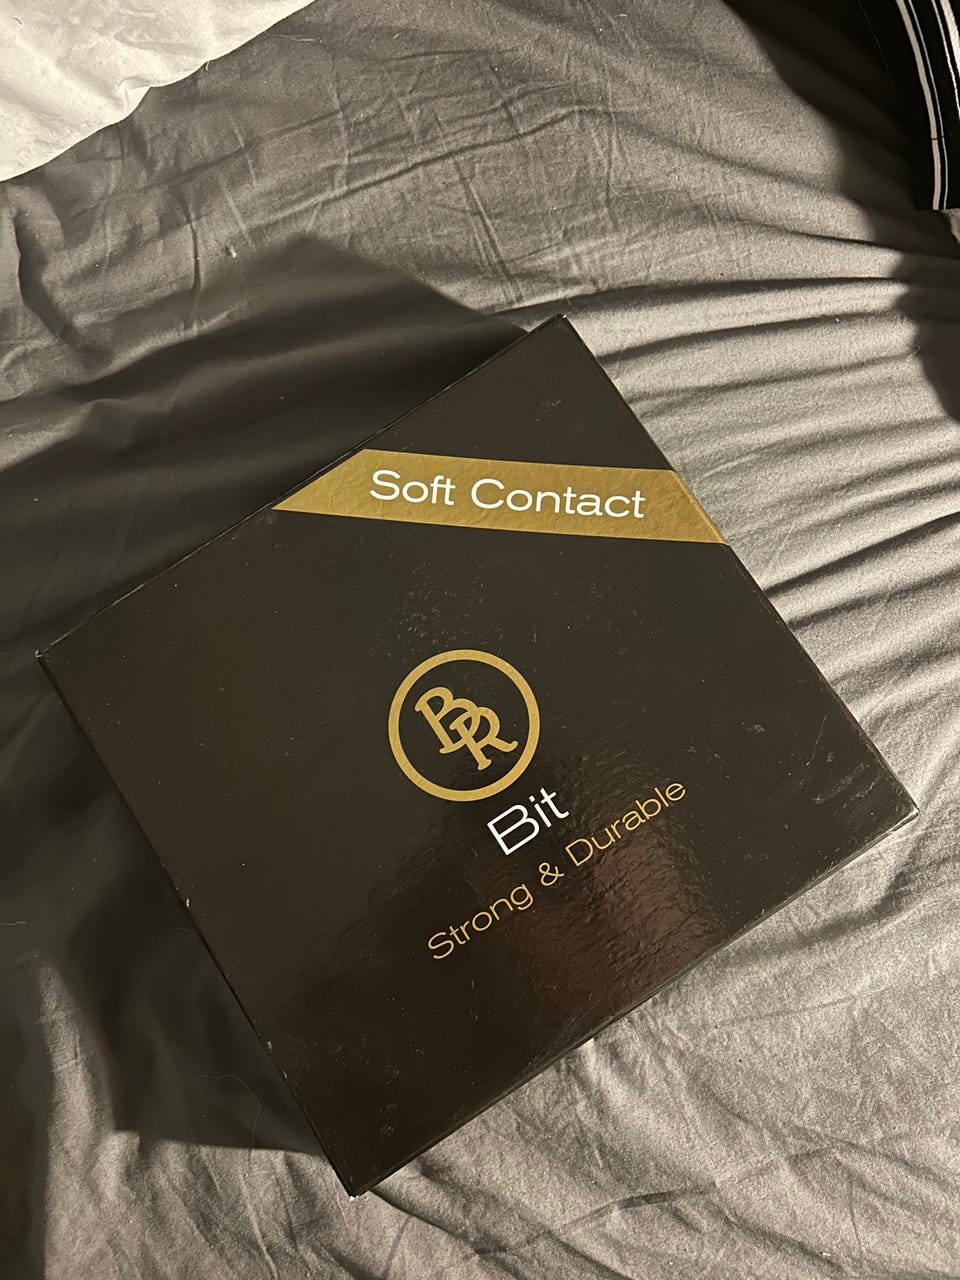 Soft Contact
BR
Bit
Strong & Durable